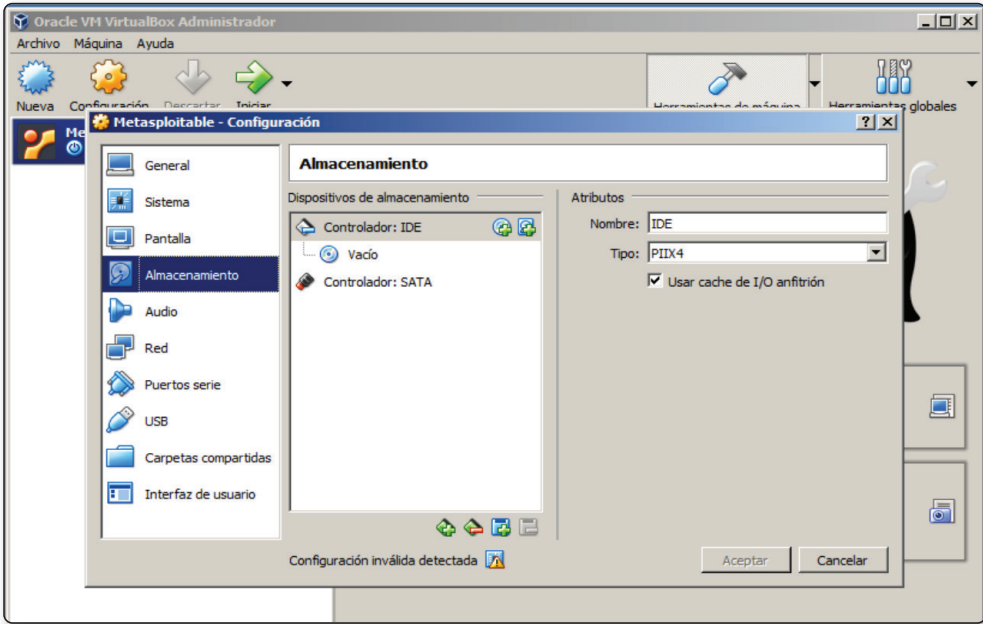 Oracle VM VirtualBox Administrador
Archivo Máquina Ayuda
Nueva Configuración Descartar Iniciar
Herramientas de máquina Herramientas globales
Me
Metasploitable - Configuración
General
Sistema
Pantalla
Almacenamiento
Audio
Red
Puertos serie
USB
Carpetas compartidas
Interfaz de usuario
Almacenamiento
Dispositivos de almacenamiento
Controlador: IDE
Vacío
Controlador: SATA
Atributos
Nombre: IDE
Tipo: PIIX4
Usar cache de I/O anfitrión
Configuración inválida detectada
Aceptar Cancelar